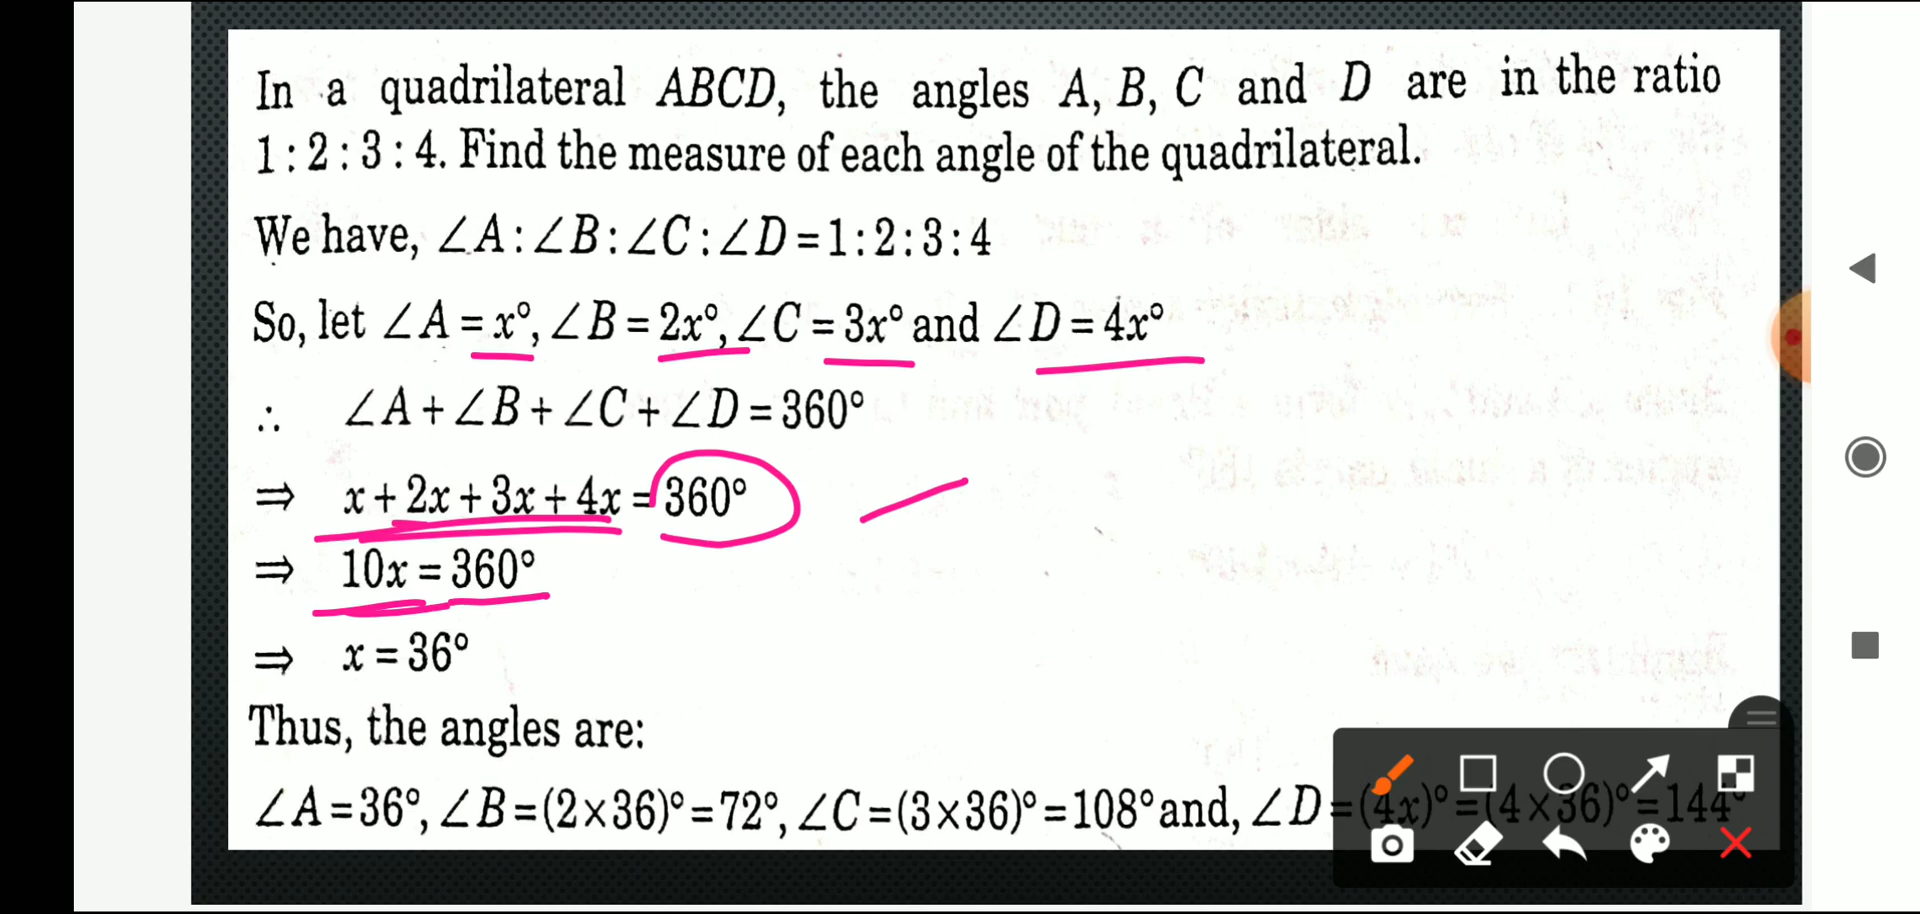 In a quadrilateral ABCD, the angles A, B, C and D are in the ratio
1 : 2 : 3 : 4. Find the measure of each angle of the quadrilateral.
We have, ∠A : ∠B : ∠C : ∠D = 1 : 2 : 3 : 4
So, let ∠A = x°, ∠B = 2x°, ∠C = 3x° and ∠D = 4x°
∴ ∠A + ∠B + ∠C + ∠D = 360°
⇒ x + 2x + 3x + 4x = 360°
⇒ 10x = 360°
⇒ x = 36°
Thus, the angles are:
∠A = 36°, ∠B = (2 × 36)° = 72°, ∠C = (3 × 36)° = 108° and, ∠D = (4x)° = (4 × 36)° = 144°